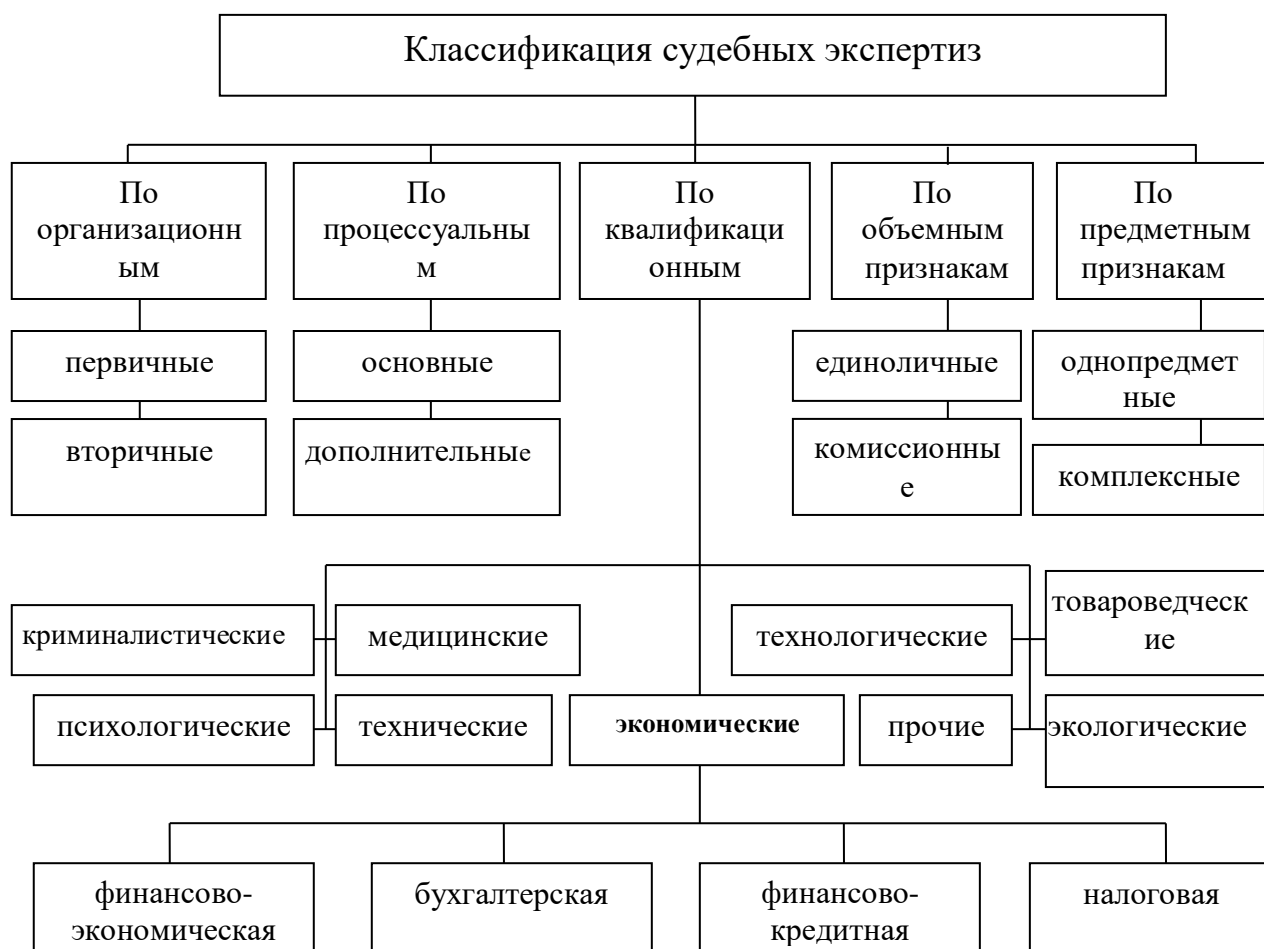 Классификация судебных экспертиз
По
организационн
ым
По
процессуальны
м
По
квалификаци
онным
По
объемным
признакам
По
предметным
признакам
первичные
вторичные
основные
дополнительные
единоличные
комиссионны
е
однопредмет
ные
комплексные
криминалистические
медицинские
технологические
товароведческ
ие
психологические
технические
экономические
прочие
экологические
финансово-
экономическая
бухгалтерская
финансово-
кредитная
налоговая